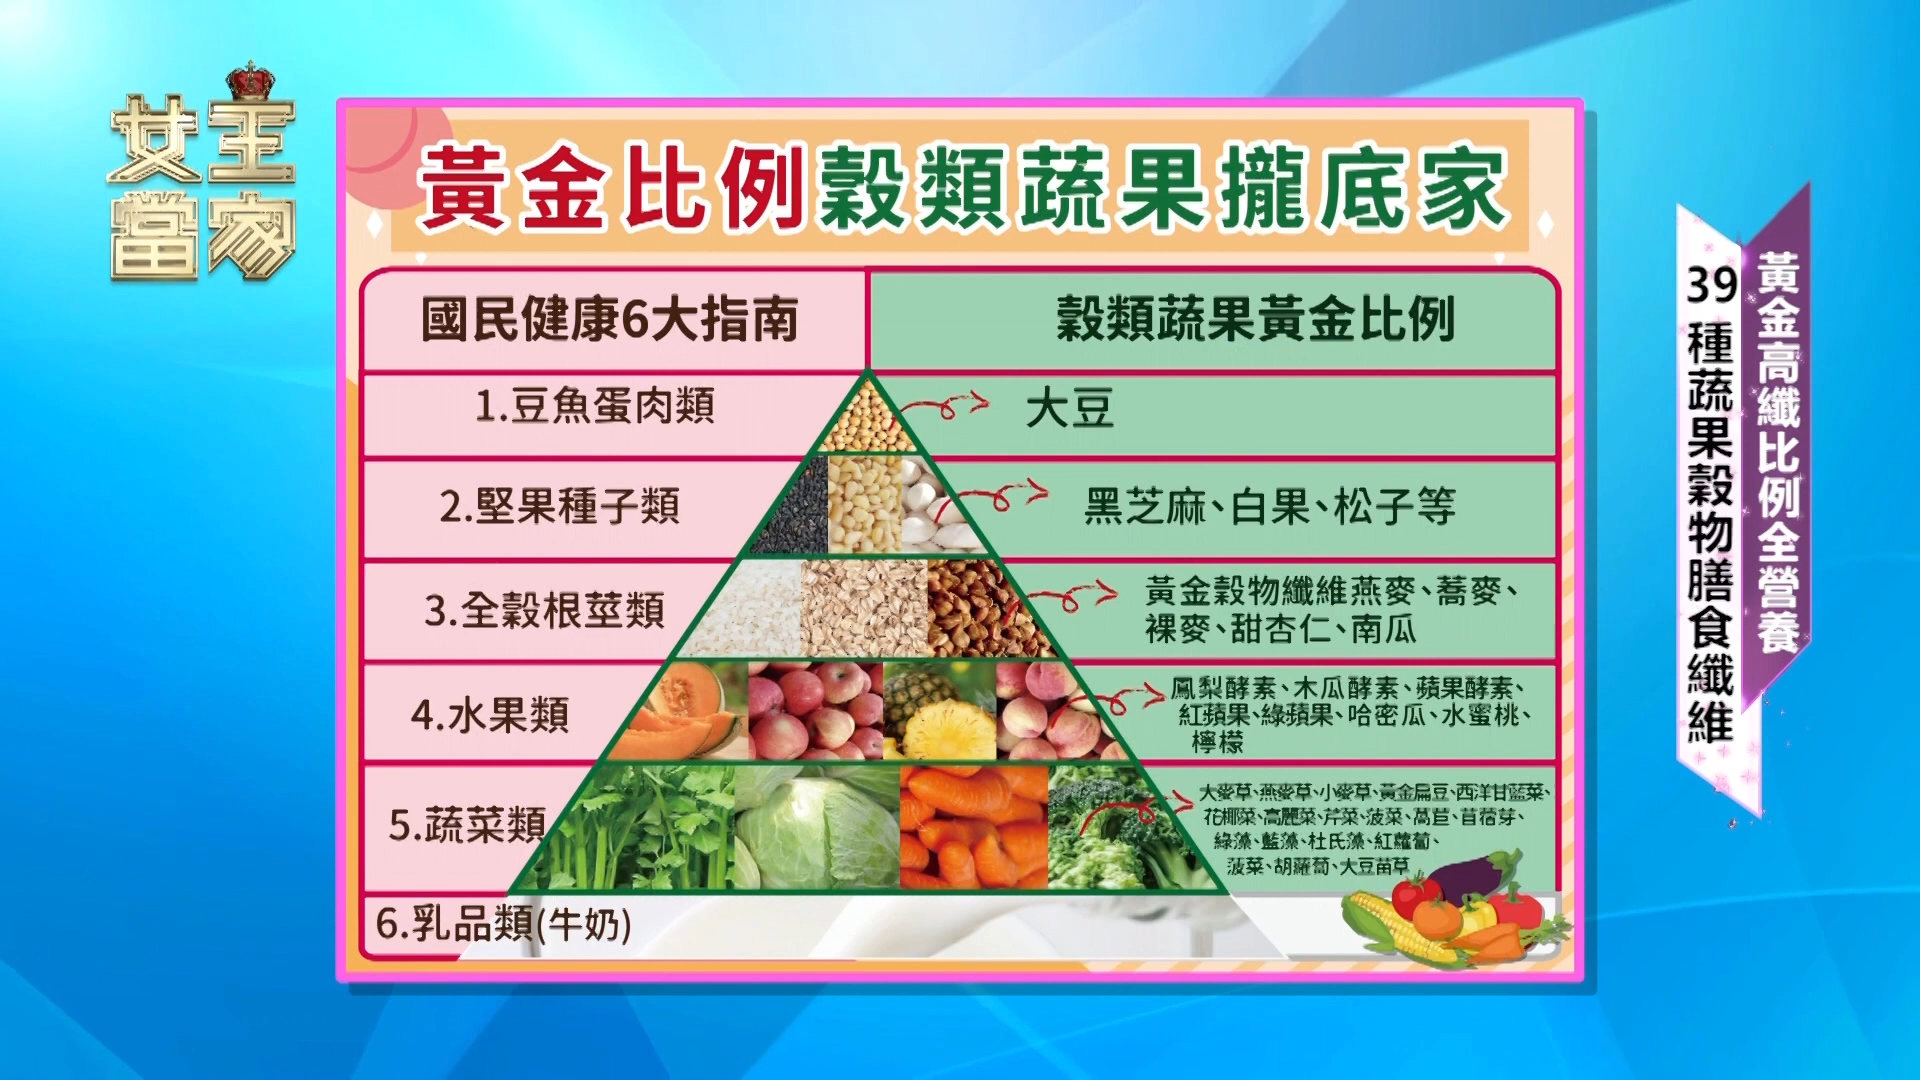 女王
當家
黃金比例穀類蔬果攏底家
國民健康6大指南
穀類蔬果黃金比例
1.豆魚蛋肉類
大豆
2.堅果種子類
黑芝麻、白果、松子等
3.全穀根莖類
黃金穀物纖維燕麥、蕎麥、
裸麥、甜杏仁、南瓜
4.水果類
鳳梨酵素、木瓜酵素、蘋果酵素、
紅蘋果、綠蘋果、哈密瓜、水蜜桃、
檸檬
5.蔬菜類
大麥草、燕麥草、小麥草、黃金扁豆、西洋甘藍菜、
花椰菜、高麗菜、芹菜、菠菜、萵苣、苜蓿芽、
綠藻、藍藻、杜氏藻、紅蘿蔔、
菠菜、胡蘿蔔、大豆苗草
6.乳品類(牛奶)
黃金高纖比例全營養
39種蔬果穀物膳食纖維